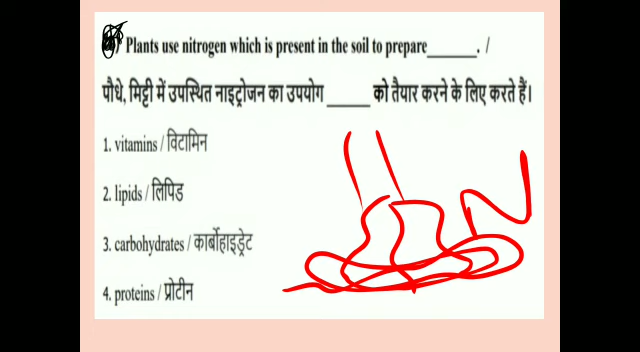 Plants use nitrogen which is present in the soil to prepare_______. /
पौधे, मिट्टी में उपस्थित नाइट्रोजन का उपयोग _____ को तैयार करने के लिए करते हैं।
1. vitamins / विटामिन
2. lipids / लिपिड
3. carbohydrates / कार्बोहाइड्रेट
4. proteins / प्रोटीन
N